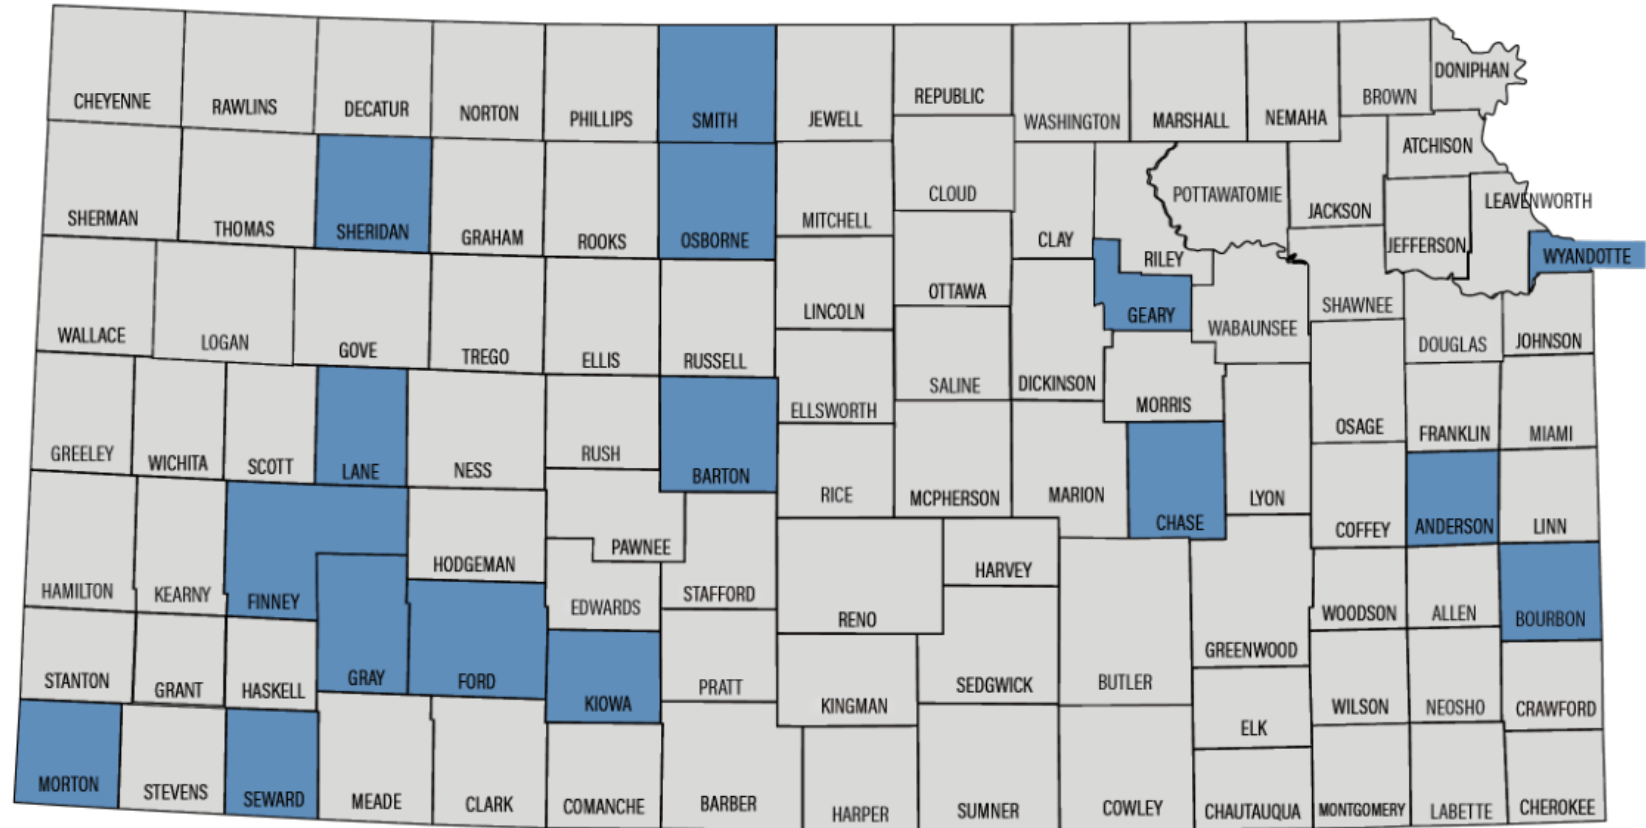 CHEYENNE
RAWLINS
DECATUR
NORTON
PHILLIPS
SMITH
JEWELL
REPUBLIC
WASHINGTON
MARSHALL
NEMAHA
BROWN
DONIPHAN
SHERMAN
THOMAS
SHERIDAN
GRAHAM
ROOKS
OSBORNE
MITCHELL
CLOUD
CLAY
RILEY
POTTAWATOMIE
JACKSON
ATCHISON
JEFFERSON
LEAVENWORTH
WYANDOTTE
WALLACE
LOGAN
GOVE
TREGO
ELLIS
RUSSELL
LINCOLN
OTTAWA
GEARY
WABAUNSEE
SHAWNEE
DOUGLAS
JOHNSON
GREELEY
WICHITA
SCOTT
LANE
NESS
RUSH
BARTON
ELLSWORTH
SALINE
DICKINSON
MORRIS
OSAGE
FRANKLIN
MIAMI
RICE
MCPHERSON
MARION
CHASE
LYON
COFFEY
ANDERSON
LINN
HAMILTON
KEARNY
FINNEY
HODGEMAN
PAWNEE
EDWARDS
STAFFORD
RENO
HARVEY
GREENWOOD
WOODSON
ALLEN
BOURBON
STANTON
GRANT
HASKELL
GRAY
FORD
KIOWA
PRATT
KINGMAN
SEDGWICK
BUTLER
ELK
WILSON
NEOSHO
CRAWFORD
MORTON
STEVENS
SEWARD
MEADE
CLARK
COMANCHE
BARBER
HARPER
SUMNER
COWLEY
CHAUTAUQUA
MONTGOMERY
LABETTE
CHEROKEE